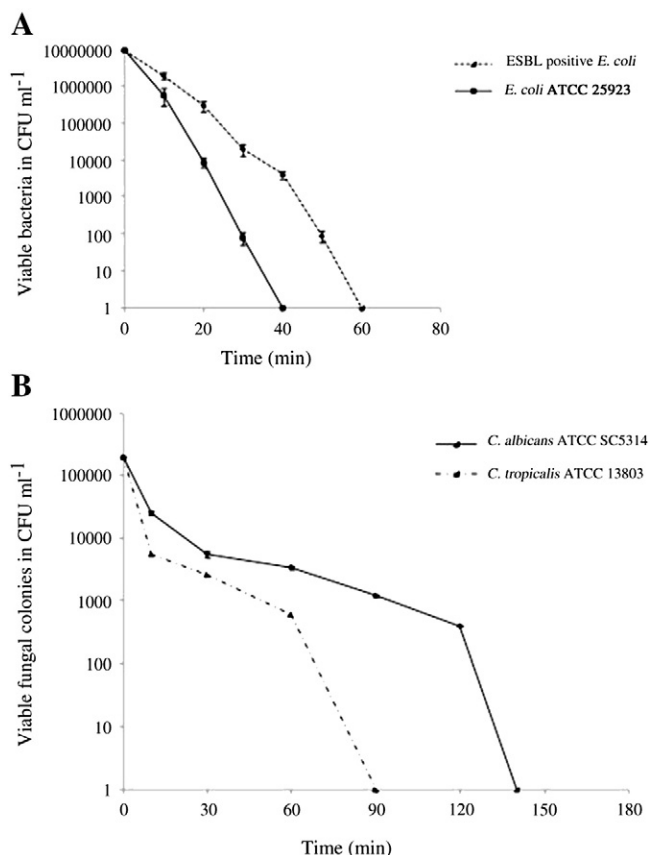 A
Viable bacteria in CFU ml-1
10000000
1000000
100000
10000
1000
100
10
1
0 20 40 60 80
Time (min)
ESBL positive E. coli
E. coli ATCC 25923
B
Viable fungal colonies in CFU ml-1
1000000
100000
10000
1000
100
10
1
0 30 60 90 120 150 180
Time (min)
C. albicans ATCC SC5314
C. tropicalis ATCC 13803